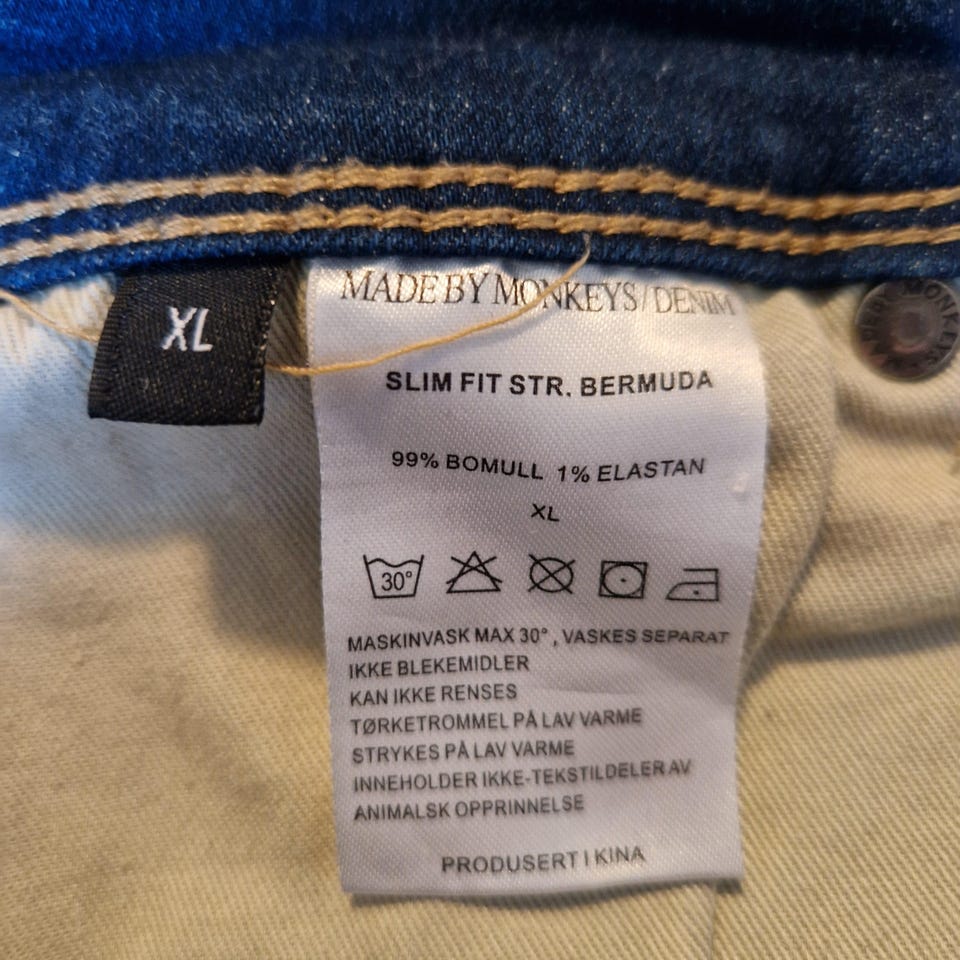 XL
MADE BY MONKEYS/DENIM
SLIM FIT STR. BERMUDA
99% BOMULL 1% ELASTAN
XL
30°
MASKINVASK MAX 30°, VASKES SEPARAT
IKKE BLEKEMIDLER
KAN IKKE RENSES
TØRKETROMMEL PÅ LAV VARME
STRYKES PÅ LAV VARME
INNEHOLDER IKKE-TEKSTILDELER AV
ANIMALSK OPPRINNELSE
PRODUSERT I KINA